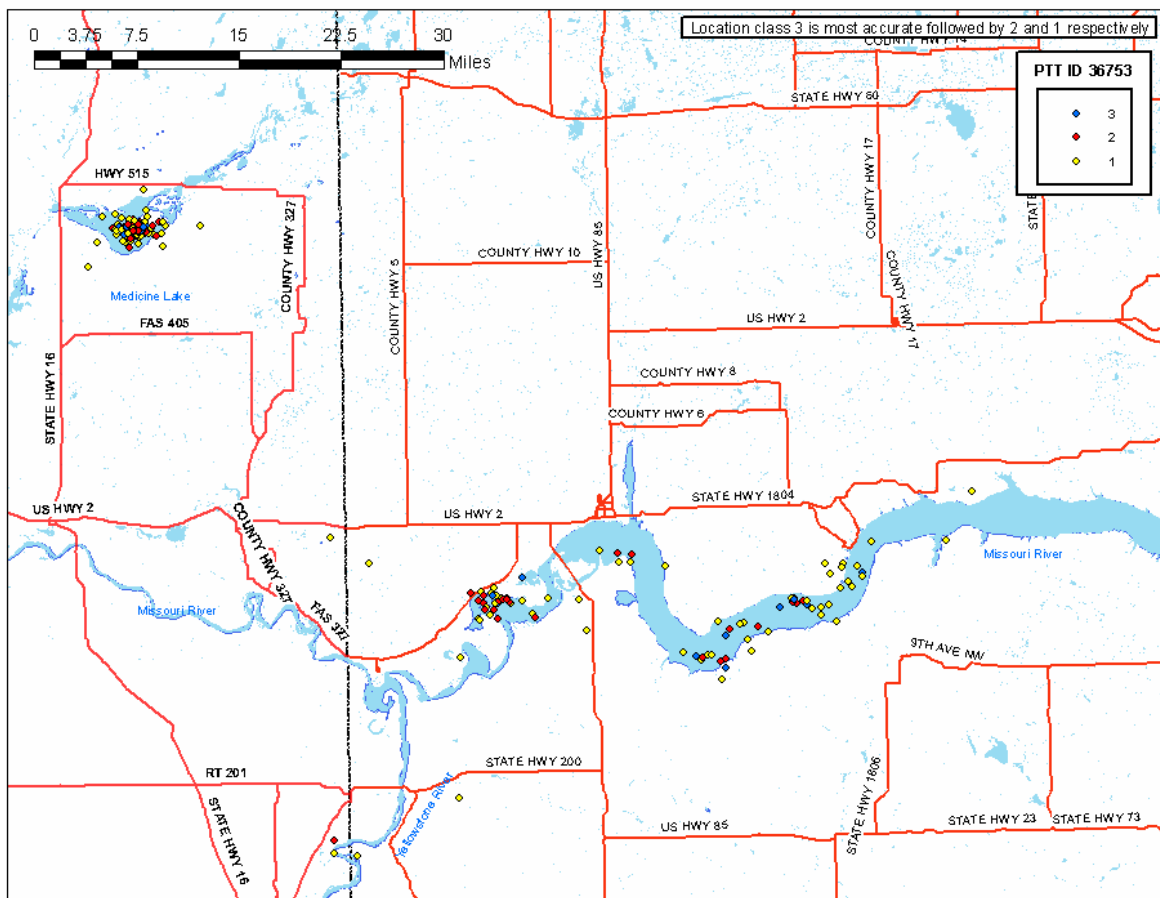 Location class 3 is most accurate followed by 2 and 1 respectively
0 3.75 7.5 15 22.5 30
Miles
PTT ID 36753
3
2
1
COUNTY HWY 14
STATE HWY 50
COUNTY HWY 17
STATE HWY
HWY 515
COUNTY HWY 327
COUNTY HWY 10
US HWY 85
COUNTY HWY 5
COUNTY HWY 17
Medicine Lake
FAS 405
US HWY 2
STATE HWY 16
COUNTY HWY 8
COUNTY HWY 6
STATE HWY 1804
US HWY 2
US HWY 2
COUNTY HWY 327
Missouri River
Missouri River
FAS 327
9TH AVE NW
STATE HWY 200
RT 201
Yellowstone River
STATE HWY 1806
STATE HWY 16
US HWY 85
STATE HWY 23
STATE HWY 73